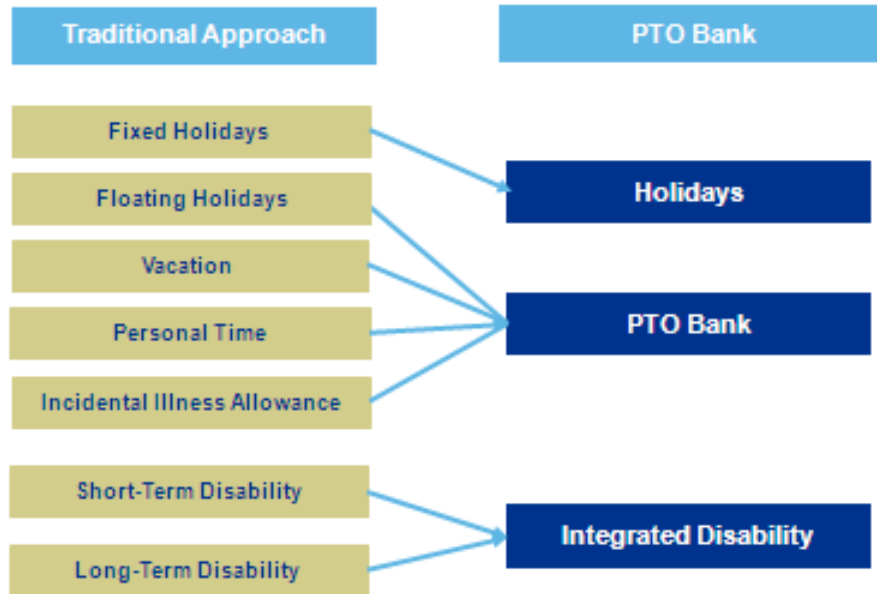 Traditional Approach
PTO Bank
Fixed Holidays
Floating Holidays
Vacation
Personal Time
Incidental Illness Allowance
Short-Term Disability
Long-Term Disability
Holidays
PTO Bank
Integrated Disability